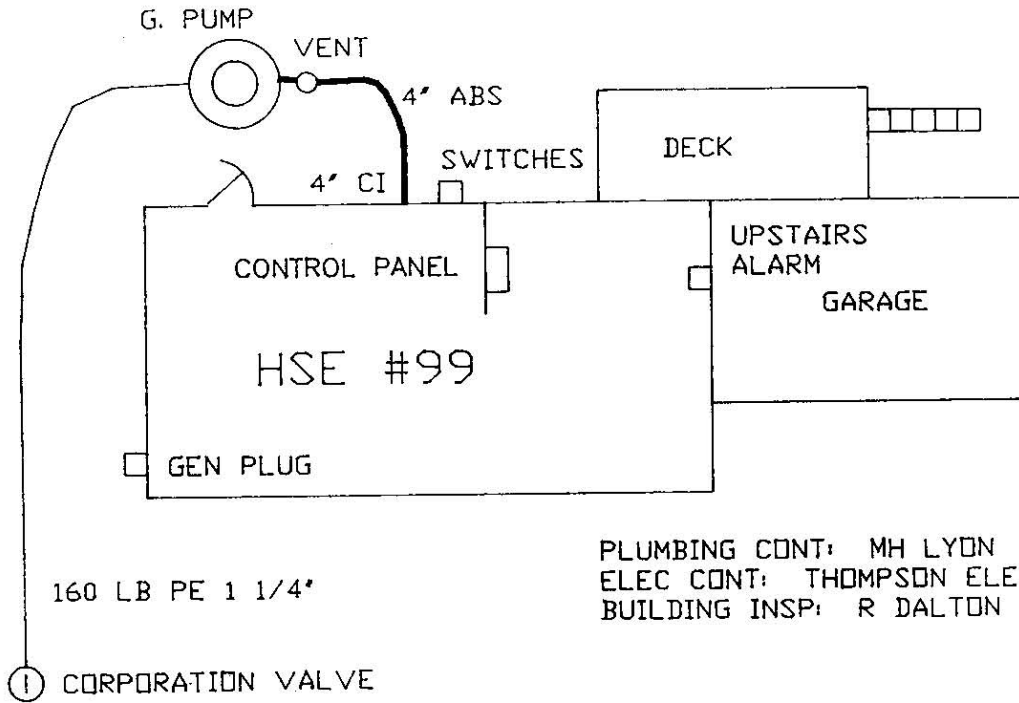 G. PUMP
VENT
4" ABS
SWITCHES
DECK
4" CI
UPSTAIRS
ALARM
CONTROL PANEL
GARAGE
HSE #99
GEN PLUG
PLUMBING CONT: MH LYON
ELEC CONT: THOMPSON ELE
BUILDING INSP: R DALTON
160 LB PE 1 1/4"
CORPORATION VALVE